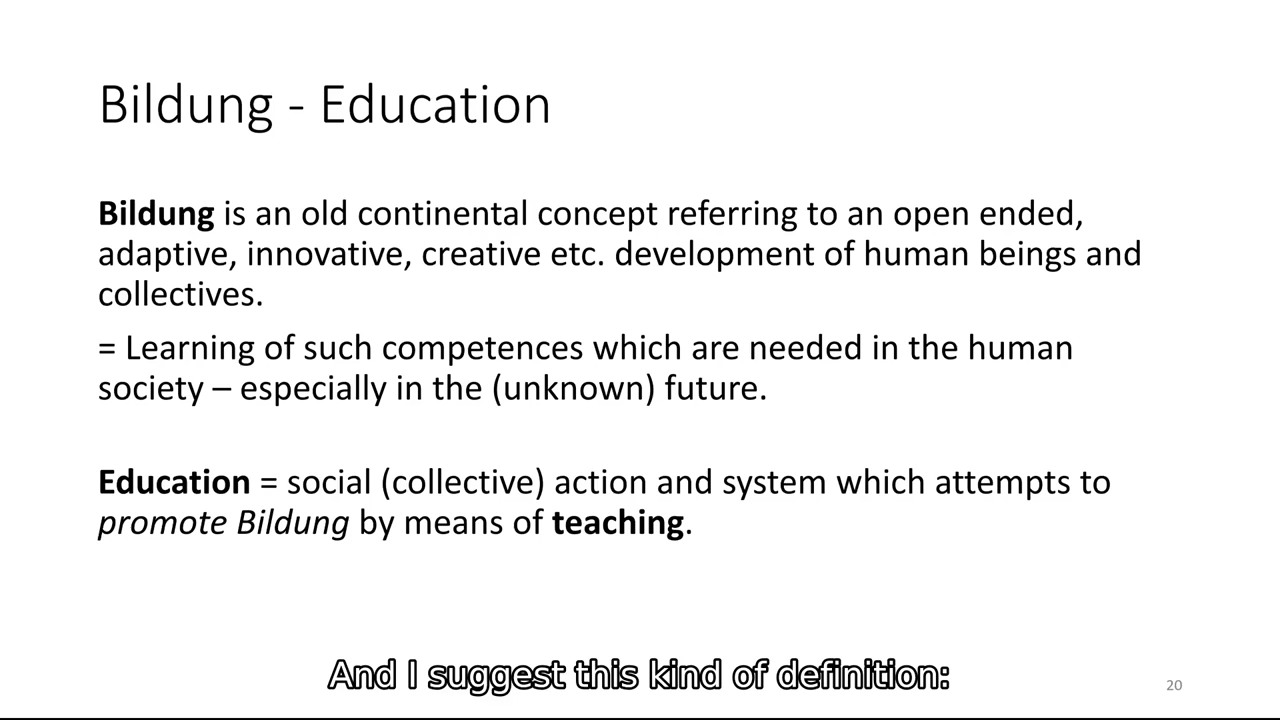 Bildung - Education
Bildung is an old continental concept referring to an open ended,
adaptive, innovative, creative etc. development of human beings and
collectives.
= Learning of such competences which are needed in the human
society – especially in the (unknown) future.
Education = social (collective) action and system which attempts to
promote Bildung by means of teaching.
And I suggest this kind of definition:
20